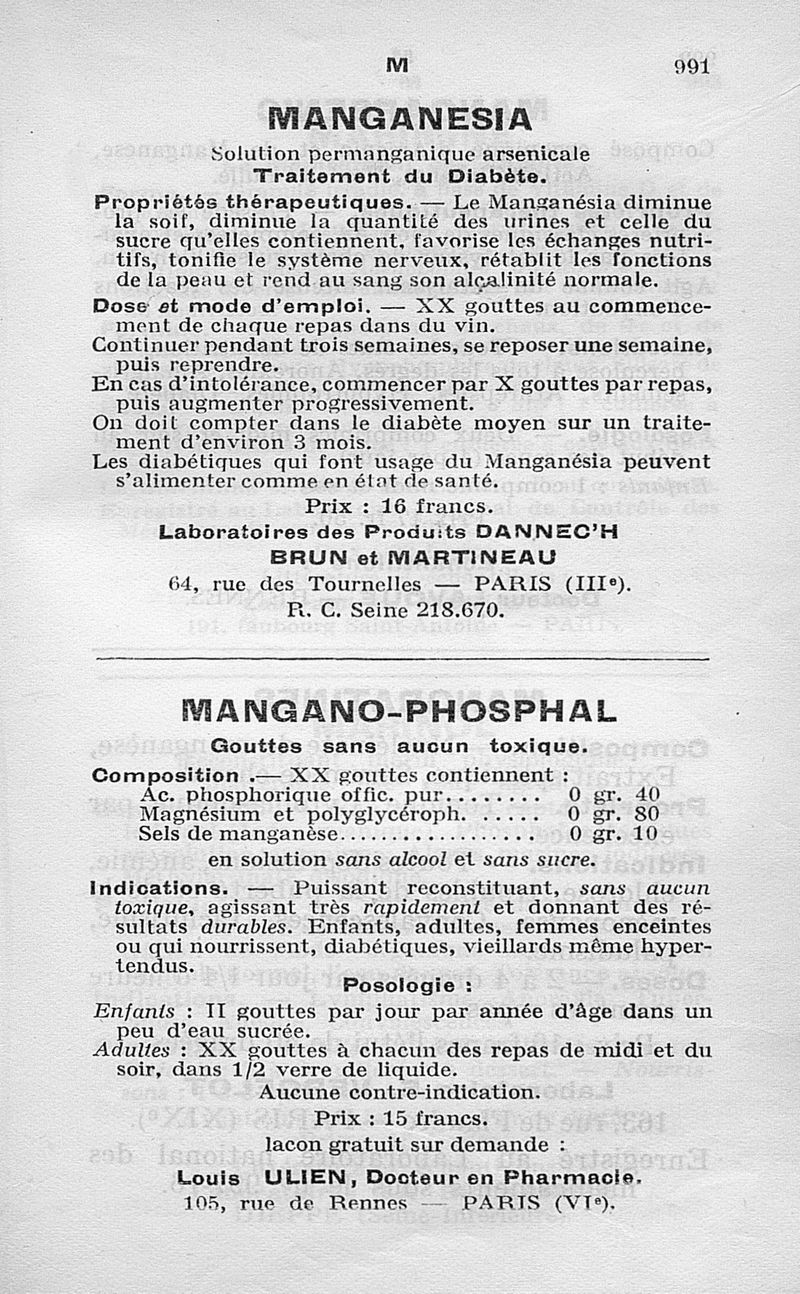 M 991
MANGANESIA
Solution permanganique arsenicale
Traitement du Diabète.
Propriétés thérapeutiques. — Le Manganésia diminue
la soif, diminue la quantité des urines et celle du
sucre qu'elles contiennent, favorise les échanges nutri-
tifs, tonifie le système nerveux, rétablit les fonctions
de la peau et rend au sang son alcalinité normale.
Dose et mode d'emploi. — XX gouttes au commence-
ment de chaque repas dans du vin.
Continuer pendant trois semaines, se reposer une semaine,
puis reprendre.
En cas d'intolérance, commencer par X gouttes par repas,
puis augmenter progressivement.
On doit compter dans le diabète moyen sur un traite-
ment d'environ 3 mois.
Les diabétiques qui font usage du Manganésia peuvent
s'alimenter comme en état de santé.
Prix : 16 francs.
Laboratoires des Produits DANNEC'H
BRUN et MARTINEAU
64, rue des Tournelles — PARIS (IIIe).
R. C. Seine 218.670.
MANGANO-PHOSPHAL
Gouttes sans aucun toxique.
Composition .— XX gouttes contiennent :
Ac. phosphorique offic. pur......... 0 gr. 40
Magnésium et polyglycéroph. ...... 0 gr. 80
Sels de manganèse.................. 0 gr. 10
en solution sans alcool et sans sucre.
Indications. — Puissant reconstituant, sans aucun
toxique, agissant très rapidement et donnant des ré-
sultats durables. Enfants, adultes, femmes enceintes
ou qui nourrissent, diabétiques, vieillards même hyper-
tendus.
Posologie :
Enfants : II gouttes par jour par année d'âge dans un
peu d'eau sucrée.
Adultes : XX gouttes à chacun des repas de midi et du
soir, dans 1/2 verre de liquide.
Aucune contre-indication.
Prix : 15 francs.
lacon gratuit sur demande :
Louis ULIEN, Docteur en Pharmacie.
105, rue de Rennes — PARIS (VIe).